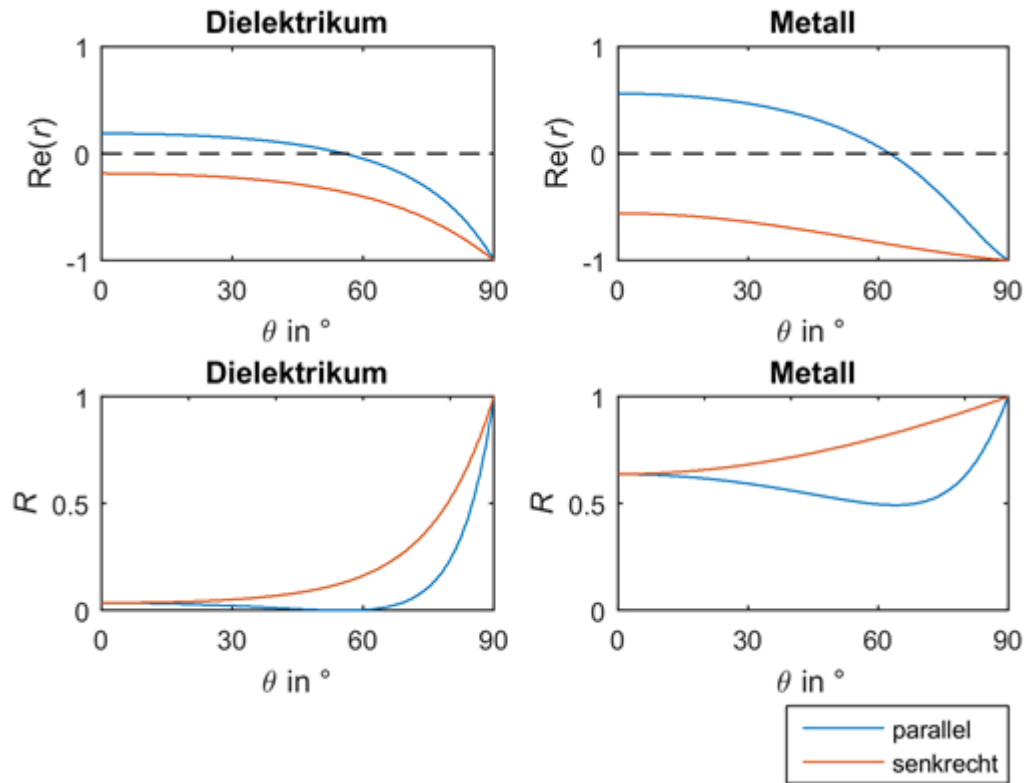 Dielektrikum
1
0
-1
Re(r)
0 30 60 90
θ in °
Metall
1
0
-1
Re(r)
0 30 60 90
θ in °
Dielektrikum
1
0.5
0
R
0 30 60 90
θ in °
Metall
1
0.5
0
R
0 30 60 90
θ in °
parallel
senkrecht